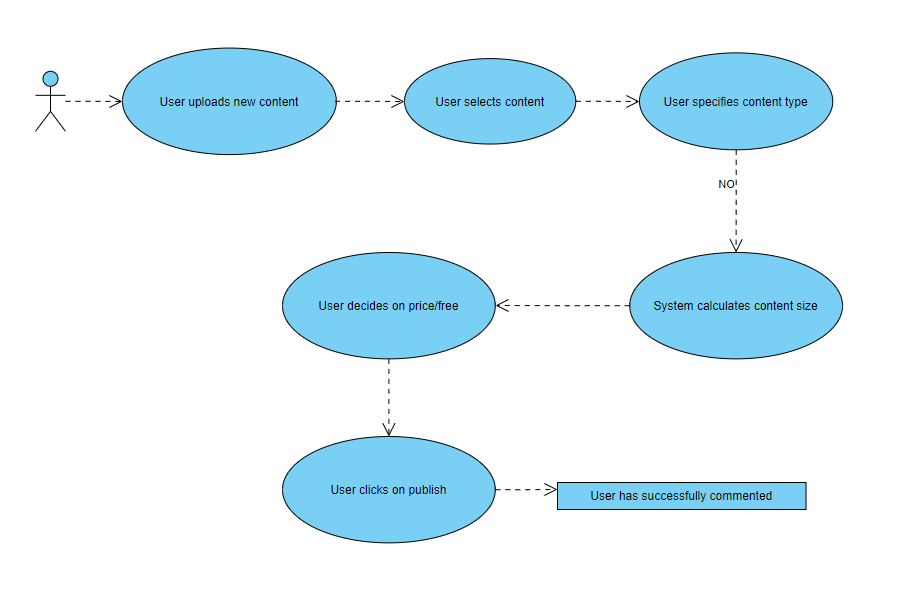 User uploads new content
User selects content
User specifies content type
NO
System calculates content size
User decides on price/free
User clicks on publish
User has successfully commented